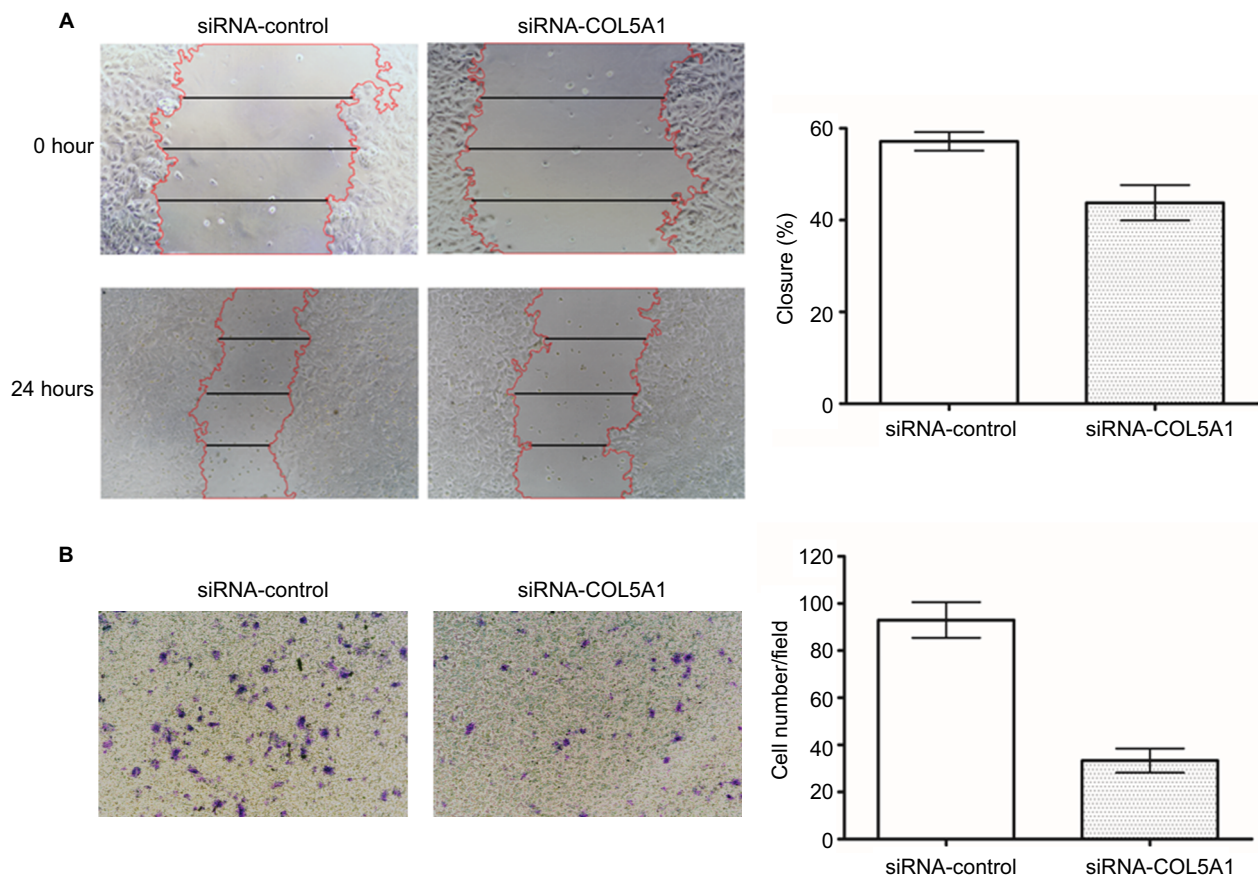 A
siRNA-control
siRNA-COL5A1
0 hour
24 hours
60
40
20
0
Closure (%)
siRNA-control
siRNA-COL5A1
B
siRNA-control
siRNA-COL5A1
120
100
80
60
40
20
0
Cell number/field
siRNA-control
siRNA-COL5A1